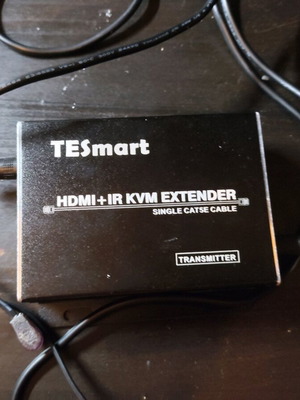 TESmart
HDMI+IR KVM EXTENDER
SINGLE CAT5E CABLE
TRANSMITTER